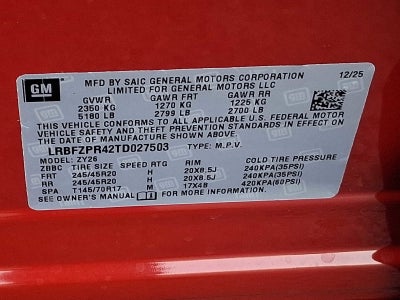 GM
MFD BY SAIC GENERAL MOTORS CORPORATION 12/25
LIMITED FOR GENERAL MOTORS LLC
GVWR GAWR FRT GAWR RR
2350 KG 1270 KG 1225 KG
5180 LB 2799 LB 2700 LB
THIS VEHICLE CONFORMS TO ALL APPLICABLE U.S. FEDERAL MOTOR
VEHICLE SAFETY AND THEFT PREVENTION STANDARDS IN EFFECT ON
THE DATE OF MANUFACTURE SHOWN ABOVE.
LRBFZPR42TD027503 TYPE: M.P.V.
MODEL: ZY26
ZBBC TIRE SIZE SPEED RTG RIM COLD TIRE PRESSURE
FRT 245/45R20 H 20X8.5J 240KPA(35PSI)
RR 245/45R20 H 20X8.5J 240KPA(35PSI)
SPA T145/70R17 M 17X4B 420KPA(60PSI)
SEE OWNER'S MANUAL FOR MORE INFORMATION.